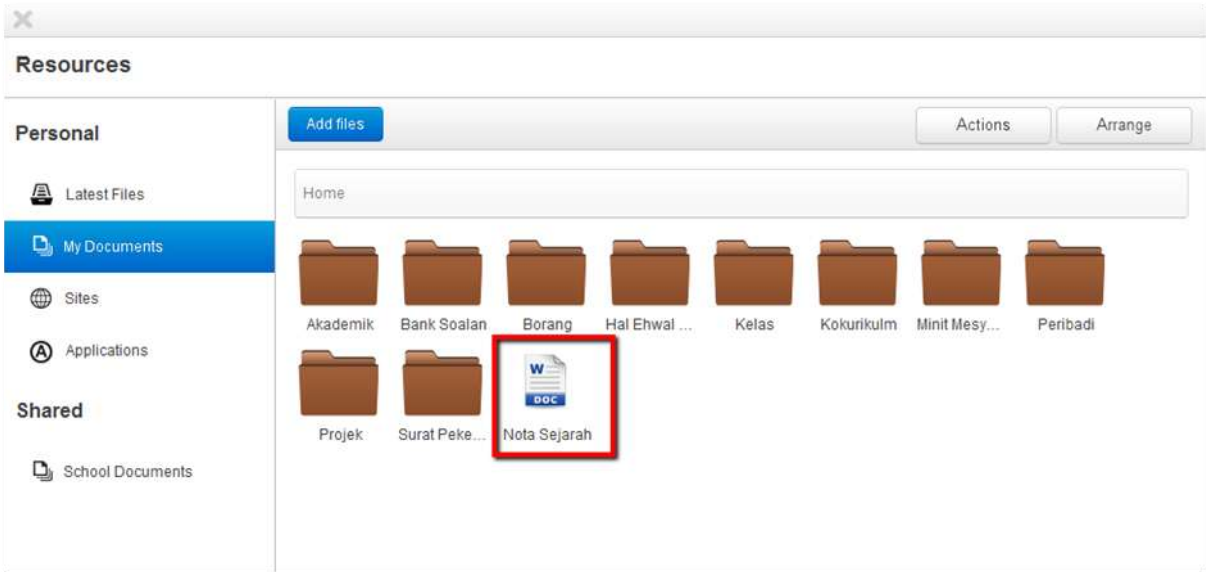 Resources
Personal
Latest Files
My Documents
Sites
Applications
Shared
School Documents
Add files
Actions
Arrange
Home
Akademik
Bank Soalan
Borang
Hal Ehwal ...
Kelas
Kokurikulm
Minit Mesy...
Peribadi
Projek
Surat Peke...
W
DOC
Nota Sejarah